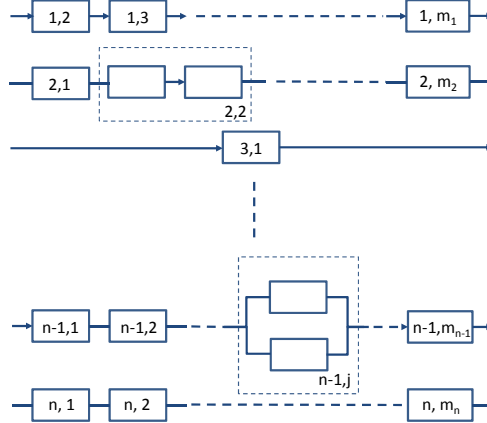 1,2 1,3 1, m₁
2,1 2, m₂
2,2
3,1
n-1,1 n-1,2 n-1,mₙ₋₁
n-1,j
n, 1 n, 2 n, mₙ